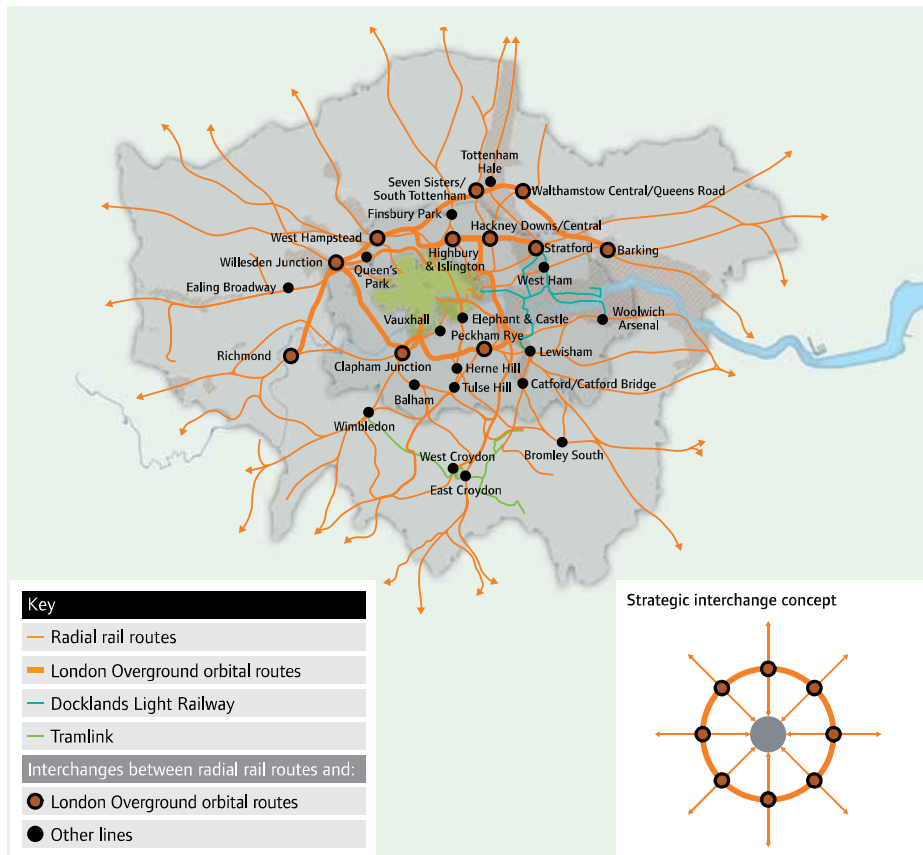 Tottenham
Hale
Seven Sisters/
South Tottenham
Walthamstow Central/Queens Road
Finsbury Park
Hackney Downs/Central
West Hampstead
Highbury
& Islington
Stratford
Barking
Willesden Junction
Queen's
Park
West Ham
Ealing Broadway
Vauxhall
Elephant & Castle
Woolwich
Arsenal
Peckham Rye
Richmond
Clapham Junction
Lewisham
Herne Hill
Tulse Hill
Catford/Catford Bridge
Balham
Wimbledon
Bromley South
West Croydon
East Croydon
Key
Radial rail routes
London Overground orbital routes
Docklands Light Railway
Tramlink
Interchanges between radial rail routes and:
London Overground orbital routes
Other lines
Strategic interchange concept